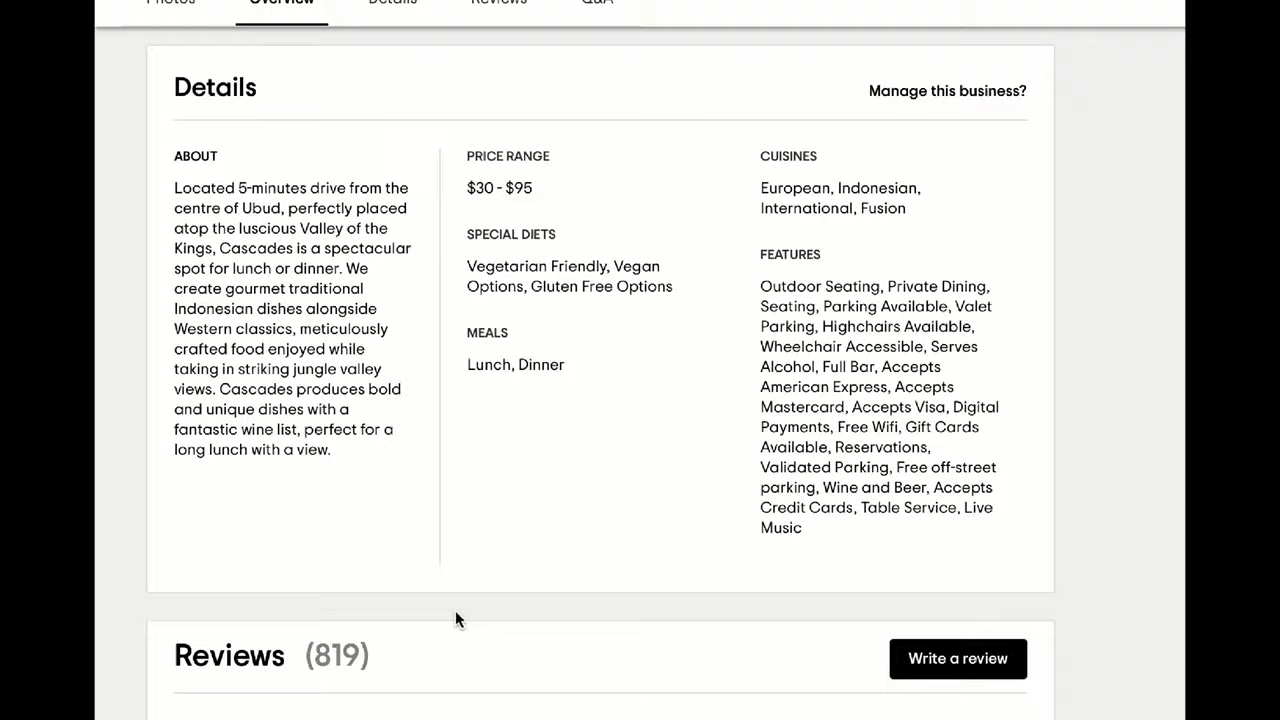 Photos Overview Details Reviews Q&A
Details
Manage this business?
ABOUT
Located 5-minutes drive from the
centre of Ubud, perfectly placed
atop the luscious Valley of the
Kings, Cascades is a spectacular
spot for lunch or dinner. We
create gourmet traditional
Indonesian dishes alongside
Western classics, meticulously
crafted food enjoyed while
taking in striking jungle valley
views. Cascades produces bold
and unique dishes with a
fantastic wine list, perfect for a
long lunch with a view.
PRICE RANGE
$30 - $95
SPECIAL DIETS
Vegetarian Friendly, Vegan
Options, Gluten Free Options
MEALS
Lunch, Dinner
CUISINES
European, Indonesian,
International, Fusion
FEATURES
Outdoor Seating, Private Dining,
Seating, Parking Available, Valet
Parking, Highchairs Available,
Wheelchair Accessible, Serves
Alcohol, Full Bar, Accepts
American Express, Accepts
Mastercard, Accepts Visa, Digital
Payments, Free Wifi, Gift Cards
Available, Reservations,
Validated Parking, Free off-street
parking, Wine and Beer, Accepts
Credit Cards, Table Service, Live
Music
Reviews (819)
Write a review